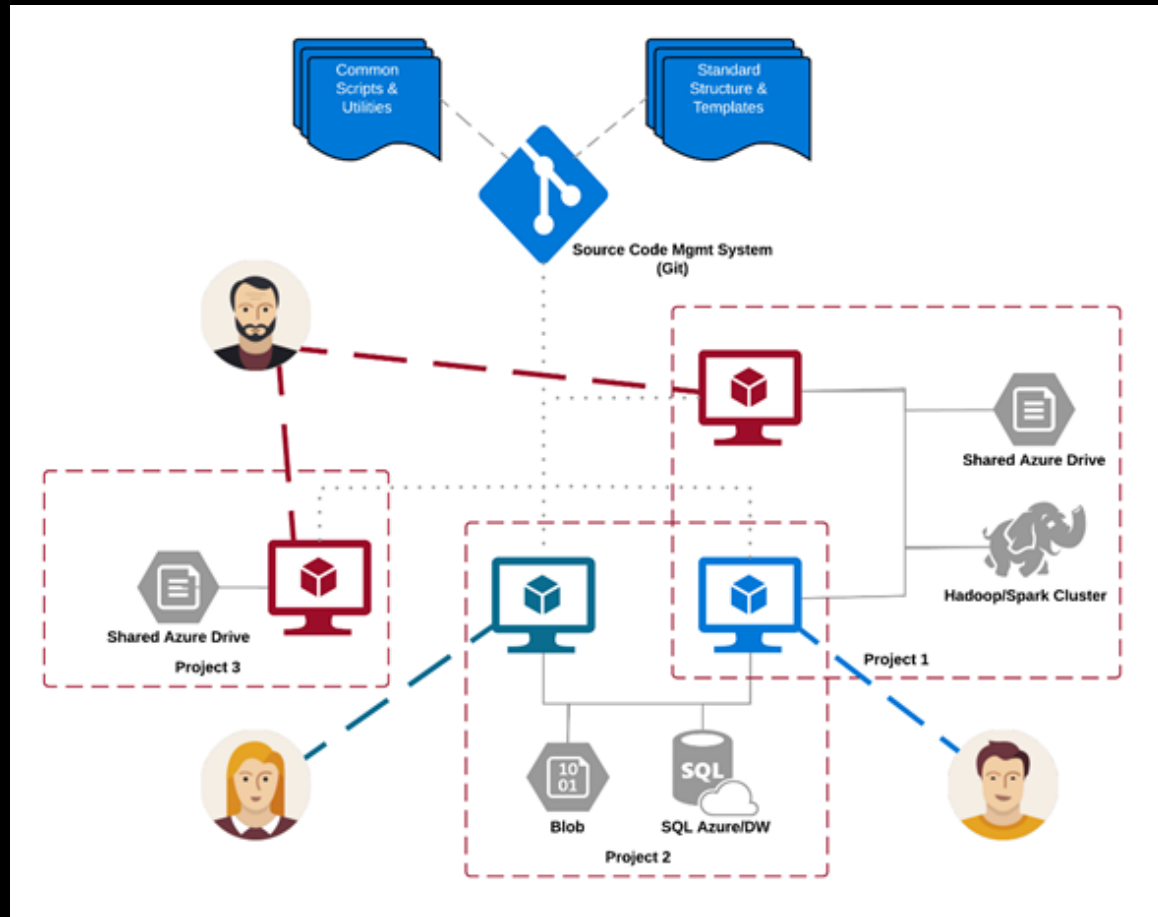 Common
Scripts &
Utilities
Standard
Structure &
Templates
Source Code Mgmt System
(Git)
Shared Azure Drive
Hadoop/Spark Cluster
Project 1
Shared Azure Drive
Project 3
10
01
Blob
SQL
SQL Azure/DW
Project 2